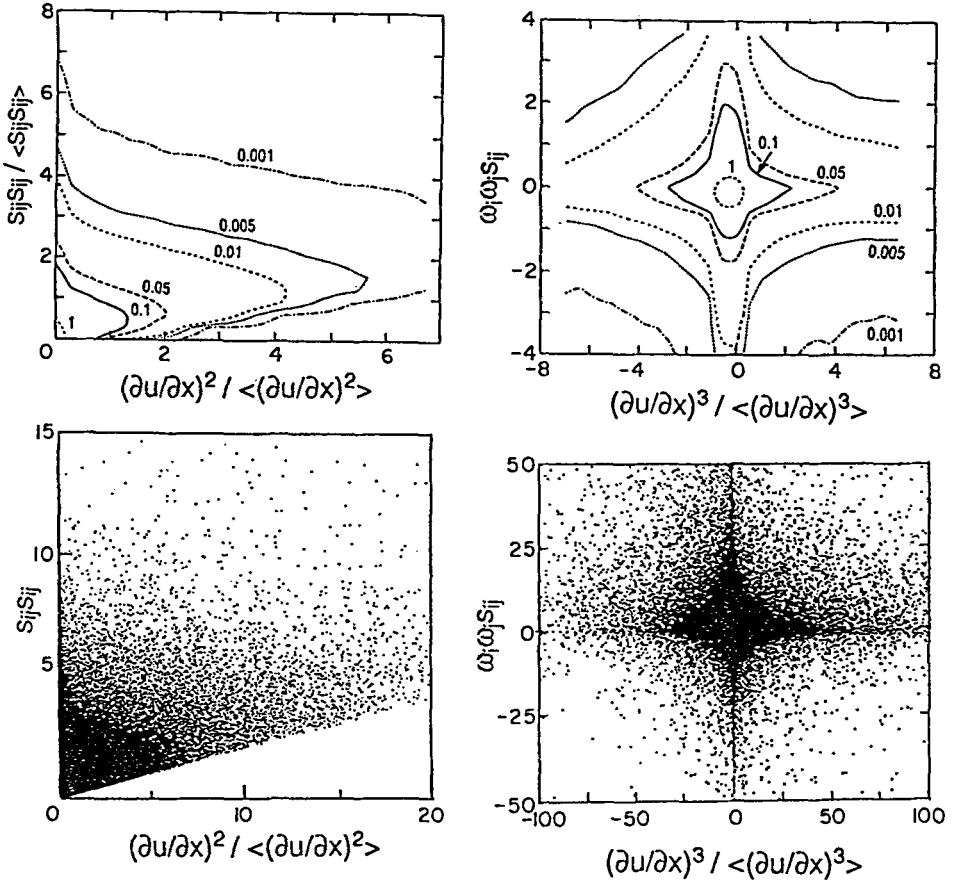 8
6
4
2
0
SijSij / <SijSij>
0.001
0.005
0.01
0.05
0.1
1
0 2 4 6
(∂u/∂x)² / <(∂u/∂x)²>
4
2
0
-2
-4
ωiωjSij
1
0.1
0.05
0.01
0.005
0.001
-8 -4 0 4 8
(∂u/∂x)³ / <(∂u/∂x)³>
15
10
5
SijSij
0 10 20
(∂u/∂x)² / <(∂u/∂x)²>
50
25
0
-25
-50
ωiωjSij
-100 -50 0 50 100
(∂u/∂x)³ / <(∂u/∂x)³>